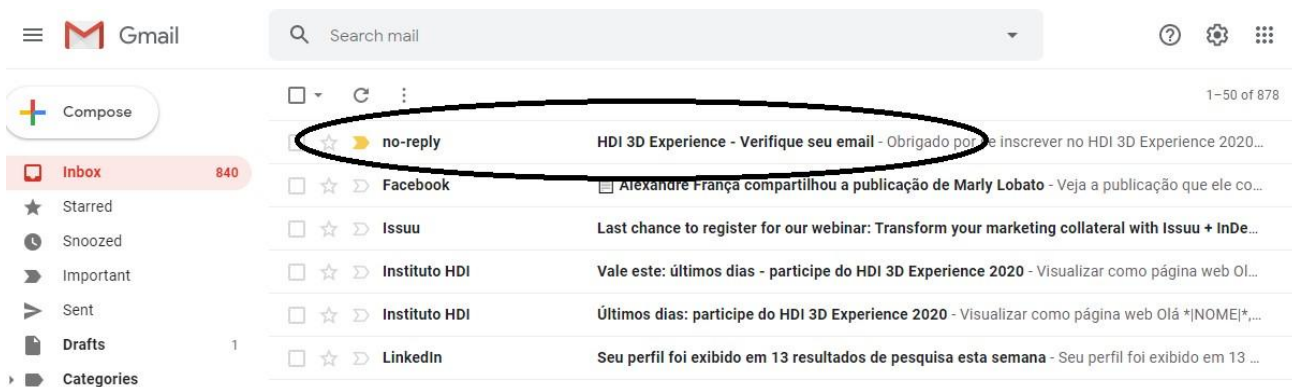 Gmail
Search mail
Compose
1–50 of 878
no-reply HDI 3D Experience - Verifique seu email - Obrigado por se inscrever no HDI 3D Experience 2020...
Inbox 840
Facebook Alexandre França compartilhou a publicação de Marly Lobato - Veja a publicação que ele co...
Starred
Issuu Last chance to register for our webinar: Transform your marketing collateral with Issuu + InDe...
Snoozed
Important
Instituto HDI Vale este: últimos dias - participe do HDI 3D Experience 2020 - Visualizar como página web Ol...
Sent
Instituto HDI Últimos dias: participe do HDI 3D Experience 2020 - Visualizar como página web Olá *|NOME|*,...
Drafts 1
LinkedIn Seu perfil foi exibido em 13 resultados de pesquisa esta semana - Seu perfil foi exibido em 13 ...
Categories